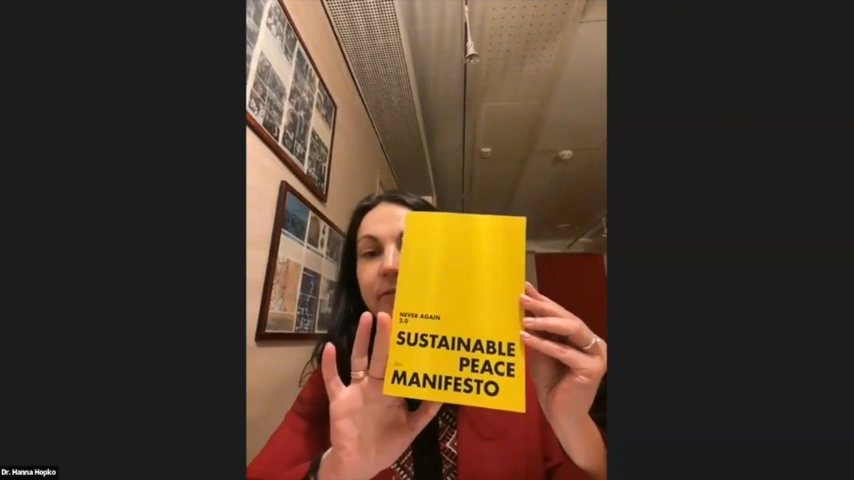 NEVER AGAIN
2.0
SUSTAINABLE
PEACE
MANIFESTO
Dr. Hanna Hopko